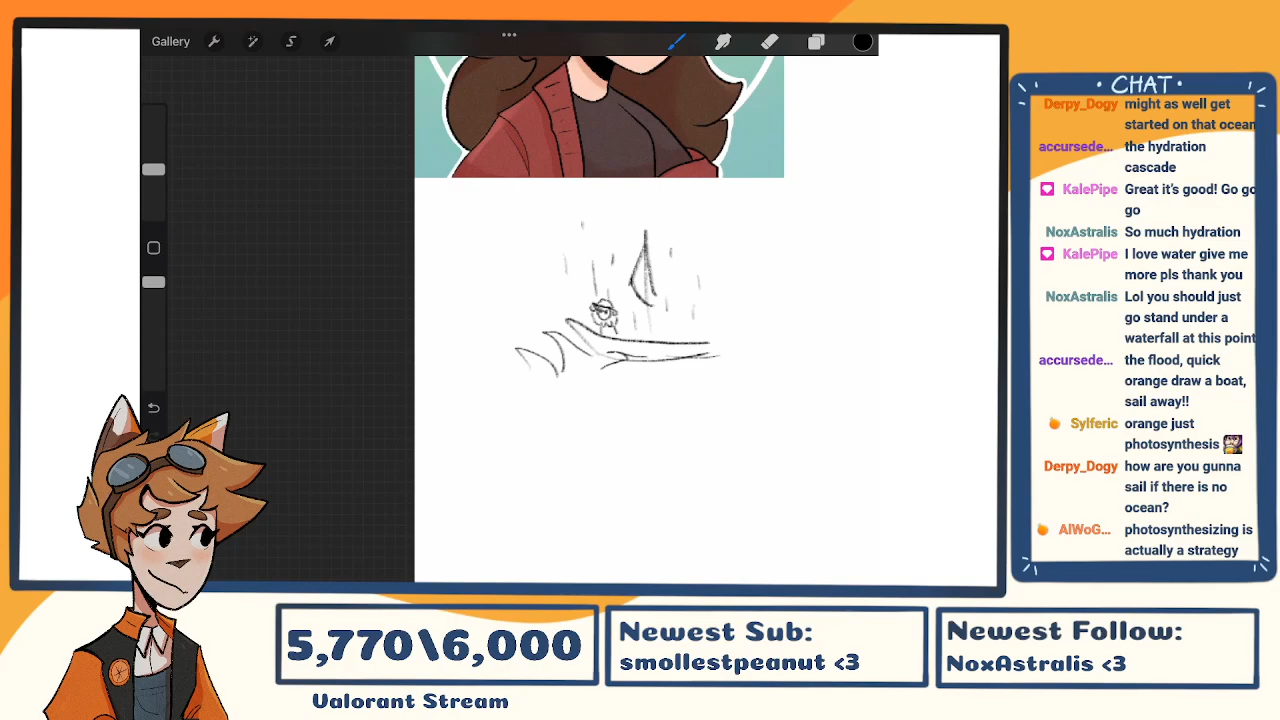 Gallery
• CHAT •
Derpy_Dogy might as well get
started on that ocean
accursede... the hydration
cascade
KalePipe Great it's good! Go go
go
NoxAstralis So much hydration
KalePipe I love water give me
more pls thank you
NoxAstralis Lol you should just
go stand under a
waterfall at this point
accursede... the flood, quick
orange draw a boat,
sail away!!
Sylferic orange just
photosynthesis
Derpy_Dogy how are you gunna
sail if there is no
ocean?
AlWoG... photosynthesizing is
actually a strategy
5,770\6,000
Valorant Stream
Newest Sub:
smollestpeanut <3
Newest Follow:
NoxAstralis <3